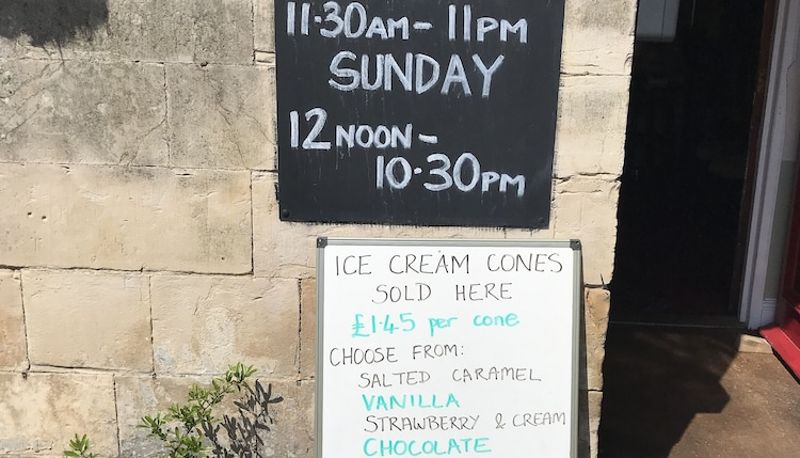 11·30AM- 11PM
SUNDAY
12 NOON-
10·30PM
ICE CREAM CONES
SOLD HERE
£1.45 per cone
CHOOSE FROM:
SALTED CARAMEL
VANILLA
STRAWBERRY & CREAM
CHOCOLATE